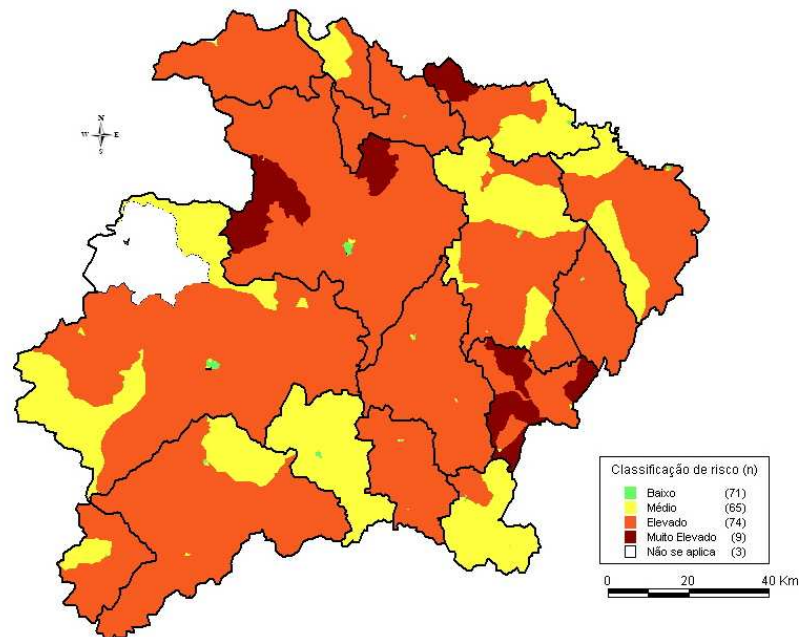 N
W E
S
Classificação de risco (n)
Baixo (71)
Médio (65)
Elevado (74)
Muito Elevado (9)
Não se aplica (3)
0 20 40 Km